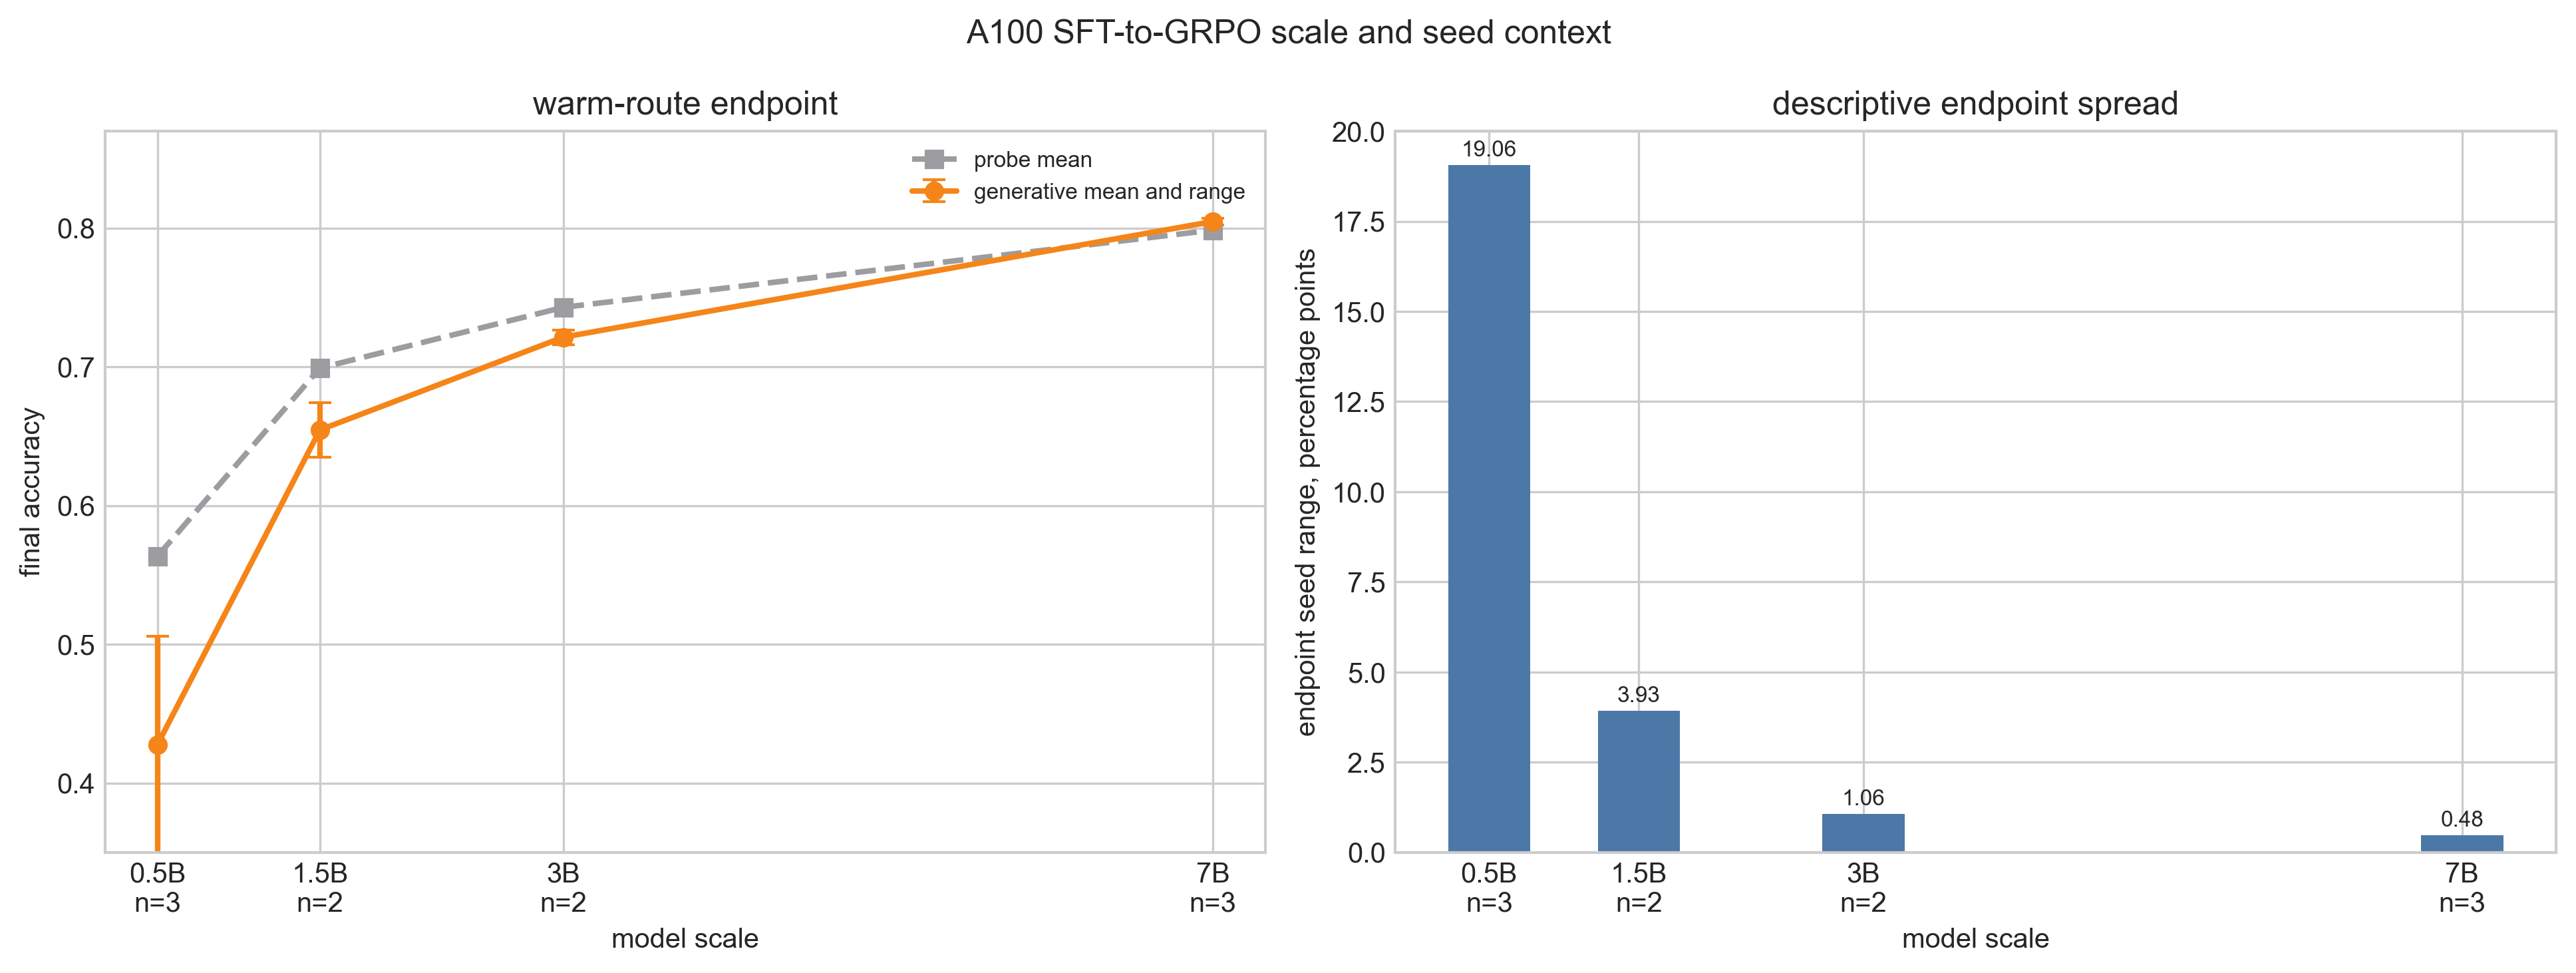 A100 SFT-to-GRPO scale and seed context
warm-route endpoint
probe mean
generative mean and range
final accuracy
0.8
0.7
0.6
0.5
0.4
0.5B
n=3
1.5B
n=2
3B
n=2
7B
n=3
model scale
descriptive endpoint spread
endpoint seed range, percentage points
20.0
17.5
15.0
12.5
10.0
7.5
5.0
2.5
0.0
19.06
3.93
1.06
0.48
0.5B
n=3
1.5B
n=2
3B
n=2
7B
n=3
model scale